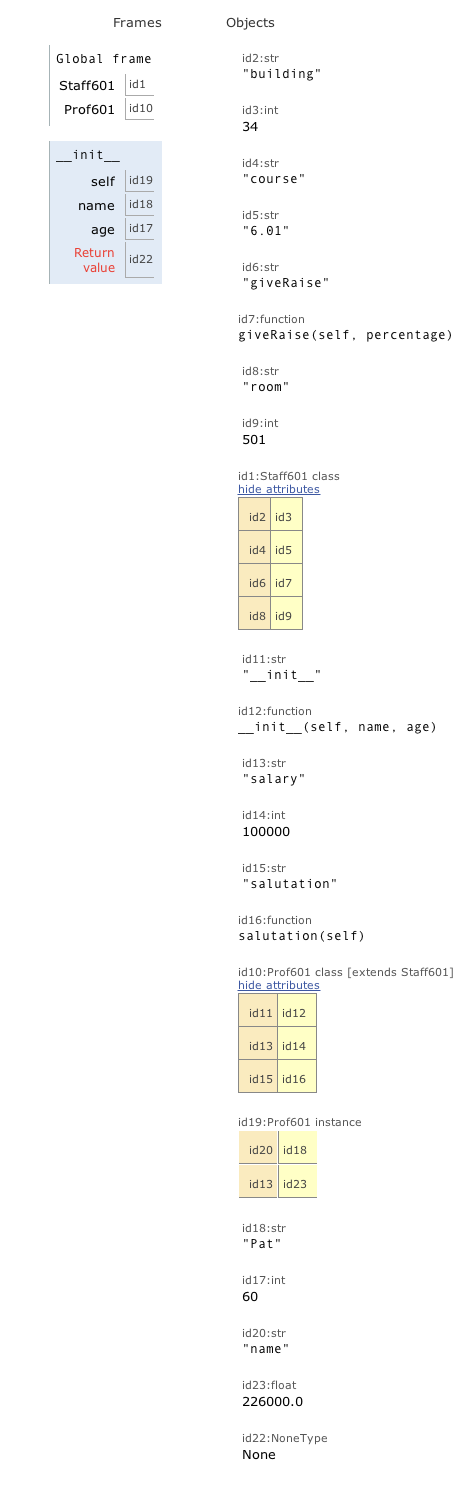 Frames Objects
Global frame
Staff601 id1
Prof601 id10
__init__
self id19
name id18
age id17
Return
value id22
id2:str
"building"
id3:int
34
id4:str
"course"
id5:str
"6.01"
id6:str
"giveRaise"
id7:function
giveRaise(self, percentage)
id8:str
"room"
id9:int
501
id1:Staff601 class
hide attributes
id2 id3
id4 id5
id6 id7
id8 id9
id11:str
"__init__"
id12:function
__init__(self, name, age)
id13:str
"salary"
id14:int
100000
id15:str
"salutation"
id16:function
salutation(self)
id10:Prof601 class [extends Staff601]
hide attributes
id11 id12
id13 id14
id15 id16
id19:Prof601 instance
id20 id18
id13 id23
id18:str
"Pat"
id17:int
60
id20:str
"name"
id23:float
226000.0
id22:NoneType
None